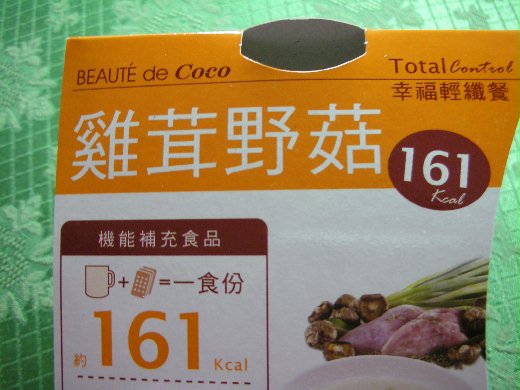 BEAUTÉ de Coco
Total Control
幸福輕纖餐
雞茸野菇
161
Kcal
機能補充食品
+ =一食份
約 161 Kcal